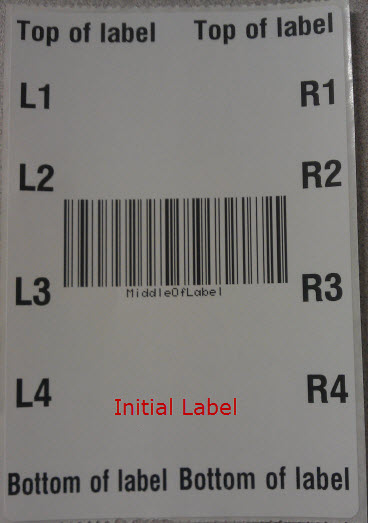 Top of label Top of label
L1 R1
L2 R2
MiddleOfLabel
L3 R3
L4 R4
Initial Label
Bottom of label Bottom of label